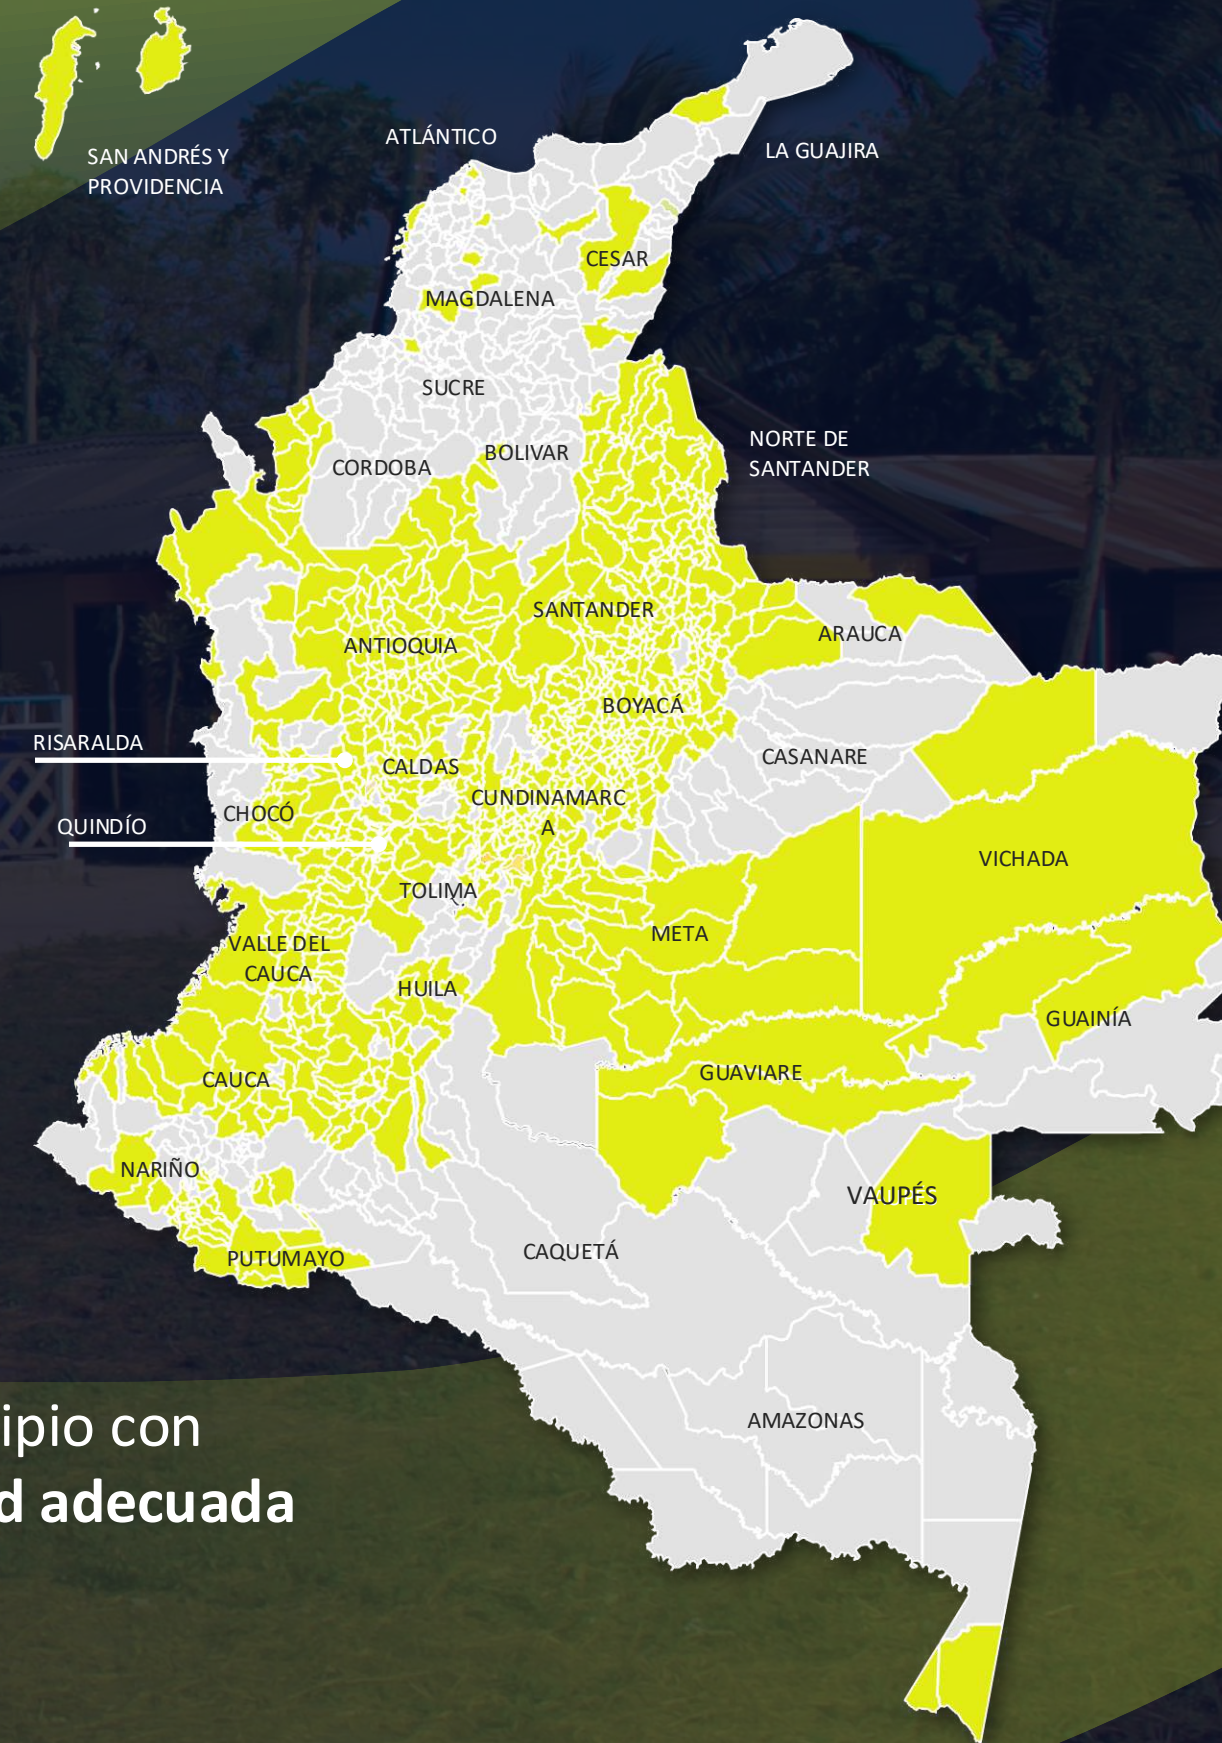 SAN ANDRÉS Y
PROVIDENCIA
ATLÁNTICO
LA GUAJIRA
CESAR
MAGDALENA
SUCRE
NORTE DE
SANTANDER
BOLIVAR
CORDOBA
SANTANDER
ARAUCA
ANTIOQUIA
BOYACÁ
RISARALDA
CASANARE
CALDAS
CUNDINAMARC
A
CHOCÓ
QUINDÍO
VICHADA
TOLIMA
META
VALLE DEL
CAUCA
HUILA
GUAINÍA
GUAVIARE
CAUCA
NARIÑO
VAUPÉS
CAQUETÁ
PUTUMAYO
AMAZONAS
ipio con
d adecuada